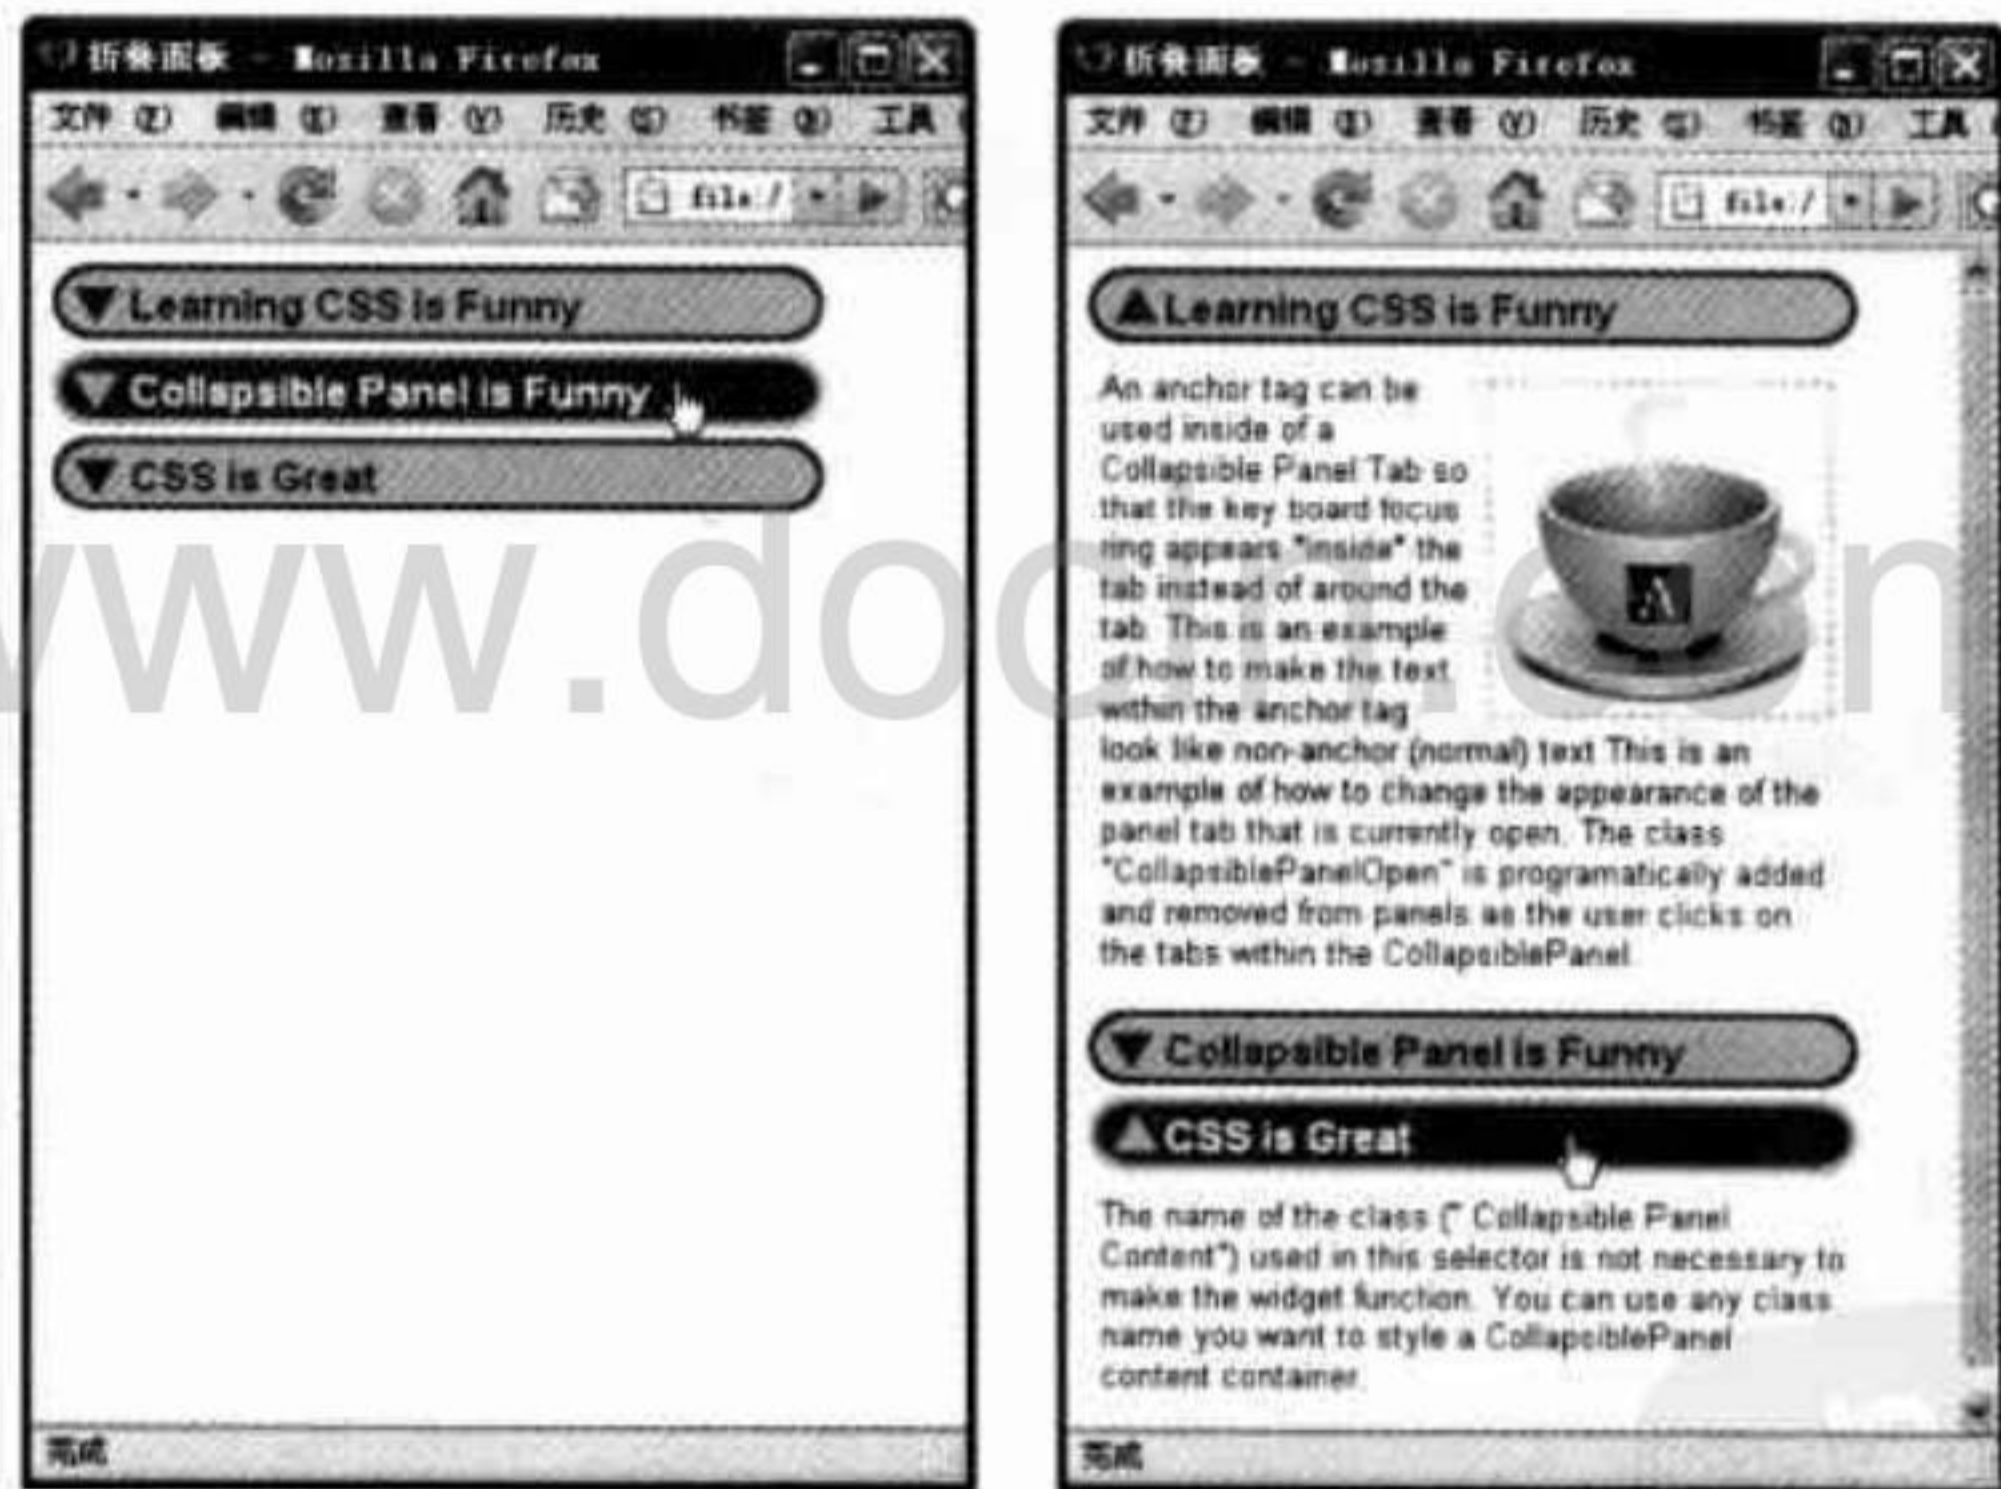 折叠面板 - Mozilla Firefox
文件 (F) 编辑 (E) 查看 (V) 历史 (S) 书签 (B) 工具
file:/
Learning CSS is Funny
Collapsible Panel is Funny
CSS is Great
完成
折叠面板 - Mozilla Firefox
文件 (F) 编辑 (E) 查看 (V) 历史 (S) 书签 (B) 工具
file:/
Learning CSS is Funny
An anchor tag can be
used inside of a
Collapsible Panel Tab so
that the key board focus
ring appears "inside" the
tab instead of around the
tab. This is an example
of how to make the text
within the anchor tag
look like non-anchor (normal) text This is an
example of how to change the appearance of the
panel tab that is currently open. The class
"CollapsiblePanelOpen" is programatically added
and removed from panels as the user clicks on
the tabs within the CollapsiblePanel.
Collapsible Panel is Funny
CSS is Great
The name of the class (" Collapsible Panel
Content") used in this selector is not necessary to
make the widget function. You can use any class
name you want to style a CollapsiblePanel
content container.
完成
www.docin.com